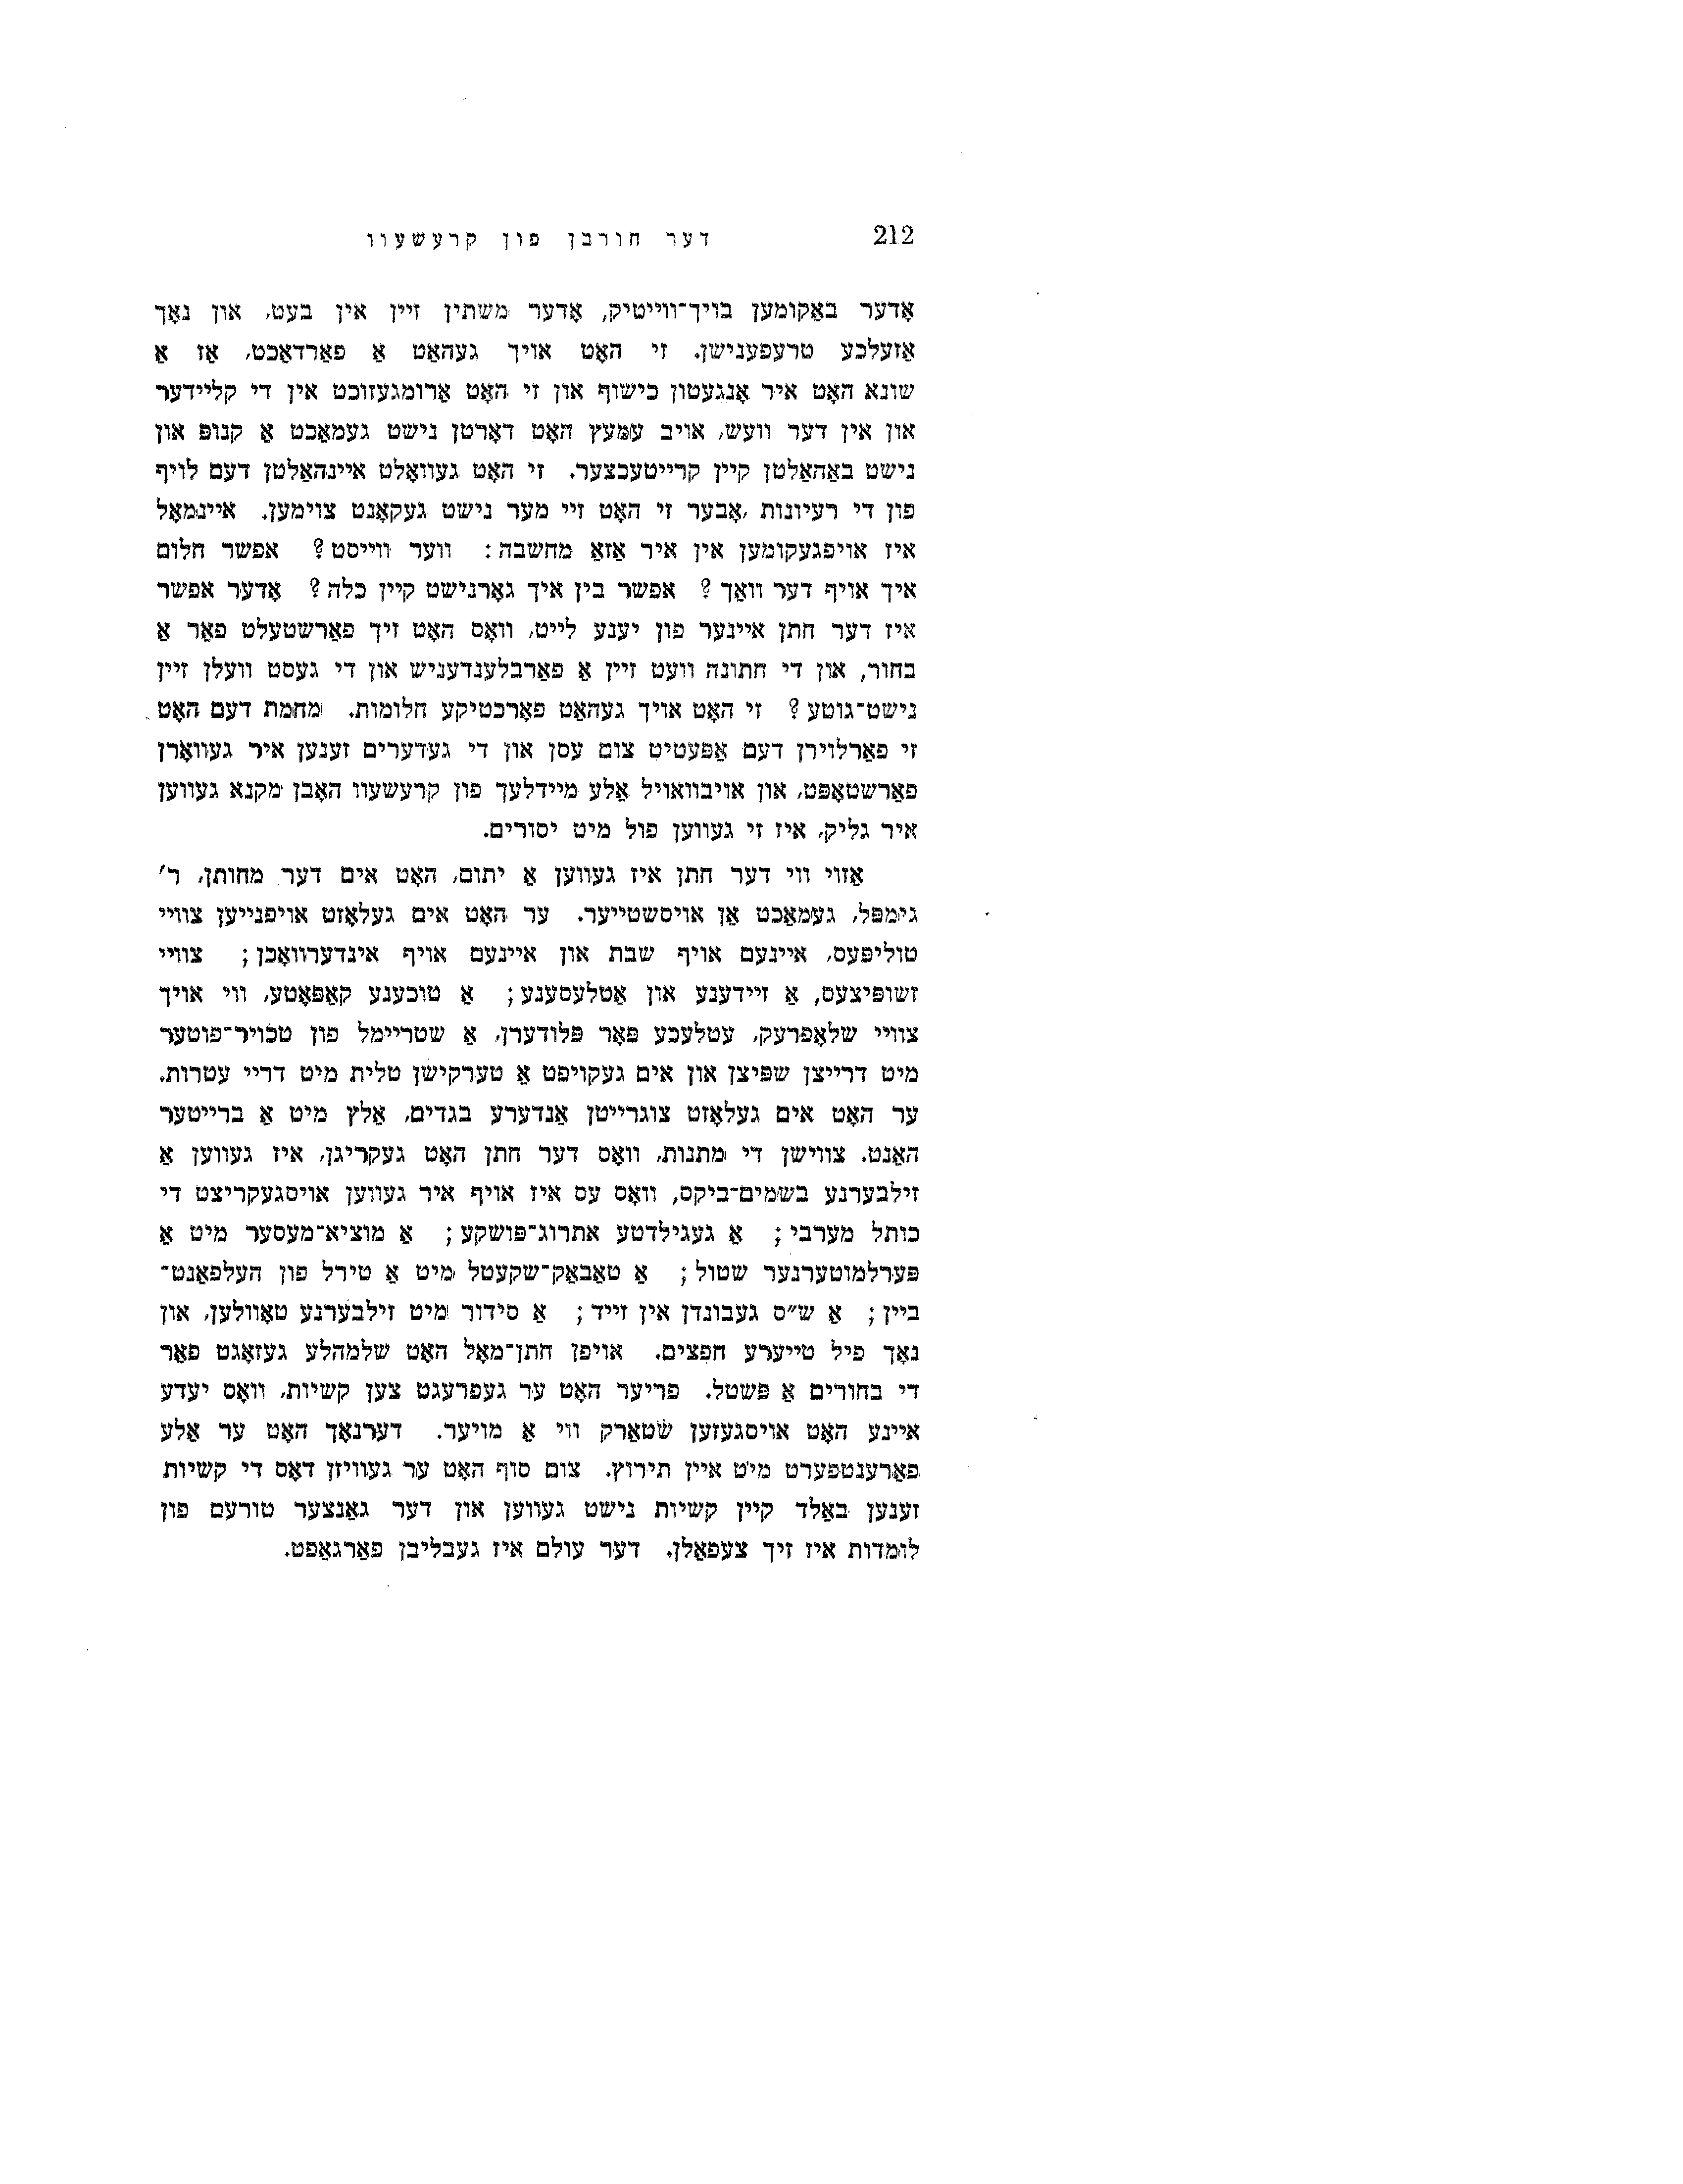 212 דער חורבן פון קרעשעוו
אָדער באַקומען בויך־ווייטיק, אָדער משתין זיין אין בעט, און נאָך
אַזעלכע טרעפענישן. זי האָט אויך געהאַט אַ פאַרדאַכט, אַז אַ
שונא האָט איר אָנגעטון כישוף און זי האָט אַרומגעזוכט אין די קליידער
און אין דער וועש, אויב עמעץ האָט דאָרטן נישט געמאַכט אַ קנופּ און
נישט באַהאַלטן קיין קרייטעכצער. זי האָט געוואָלט איינהאַלטן דעם לויף
פון די רעיונות ,אָבער זי האָט זיי מער נישט געקאָנט צוימען. איינמאָל
איז אויפגעקומען אין איר אַזאַ מחשבה: ווער ווייסט? אפשר חלום
איך אויף דער וואַך? אפשר בין איך גאָרנישט קיין כלה? אָדער אפשר
איז דער חתן איינער פון יענע לייט, וואָס האָט זיך פאַרשטעלט פאַר אַ
בחור, און די חתונה וועט זיין אַ פאַרבלענדעניש און די געסט וועלן זיין
נישט־גוטע? זי האָט אויך געהאַט פאָרכטיקע חלומות. מחמת דעם האָט
זי פאַרלוירן דעם אַפּעטיט צום עסן און די געדערים זענען איר געוואָרן
פאַרשטאָפּט, און אויבוואויל אַלע מיידלעך פון קרעשעוו האָבן מקנא געווען
איר גליק, איז זי געווען פול מיט יסורים.
אַזוי ווי דער חתן איז געווען אַ יתום, האָט אים דער מחותן, ר׳
גימפּל, געמאַכט אַן אויסשטייער. ער האָט אים געלאָזט אויפנייען צוויי
טוליפּעס, איינעם אויף שבת און איינעם אויף אינדערוואָכן; צוויי
זשופּיצעס, אַ זיידענע און אַטלעסענע; אַ טוכענע קאַפּאָטע, ווי אויך
צוויי שלאָפרעק, עטלעכע פּאָר פּלודערן, אַ שטריימל פון טכויר־פוטער
מיט דרייצן שפּיצן און אים געקויפט אַ טערקישן טלית מיט דריי עטרות.
ער האָט אים געלאָזט צוגרייטן אַנדערע בגדים, אַלץ מיט אַ ברייטער
האַנט. צווישן די מתנות, וואָס דער חתן האָט געקריגן, איז געווען אַ
זילבערנע בשמים־ביקס, וואָס עס איז אויף איר געווען אויסגעקריצט די
כותל מערבי; אַ געגילדטע אתרוג־פּושקע; אַ מוציא־מעסער מיט אַ
פּערלמוטערנער שטול; אַ טאַבאַק־שקעטל מיט אַ טירל פון העלפאַנט־
ביין; אַ ש״ס געבונדן אין זייד; אַ סידור מיט זילבערנע טאָוולען, און
נאָך פיל טייערע חפצים. אויפן חתן־מאָל האָט שלמהלע געזאָגט פאַר
די בחורים אַ פּשטל. פריער האָט ער געפרעגט צען קשיות, וואָס יעדע
איינע האָט אויסגעזען שטאַרק ווי אַ מויער. דערנאָך האָט ער אַלע
פאַרענטפערט מיט איין תירוץ. צום סוף האָט ער געוויזן דאָס די קשיות
זענען באַלד קיין קשיות נישט געווען און דער גאַנצער טורעם פון
לומדות איז זיך צעפאַלן. דער עולם איז געבליבן פאַרגאַפט.